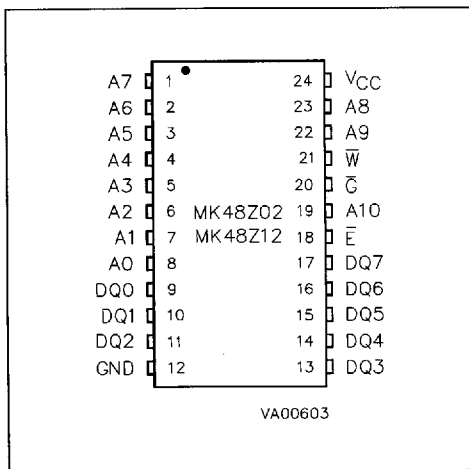 A7 1 24 VCC
A6 2 23 A8
A5 3 22 A9
A4 4 21 W̅
A3 5 20 G̅
A2 6 MK48Z02 19 A10
A1 7 MK48Z12 18 E̅
A0 8 17 DQ7
DQ0 9 16 DQ6
DQ1 10 15 DQ5
DQ2 11 14 DQ4
GND 12 13 DQ3
VA00603